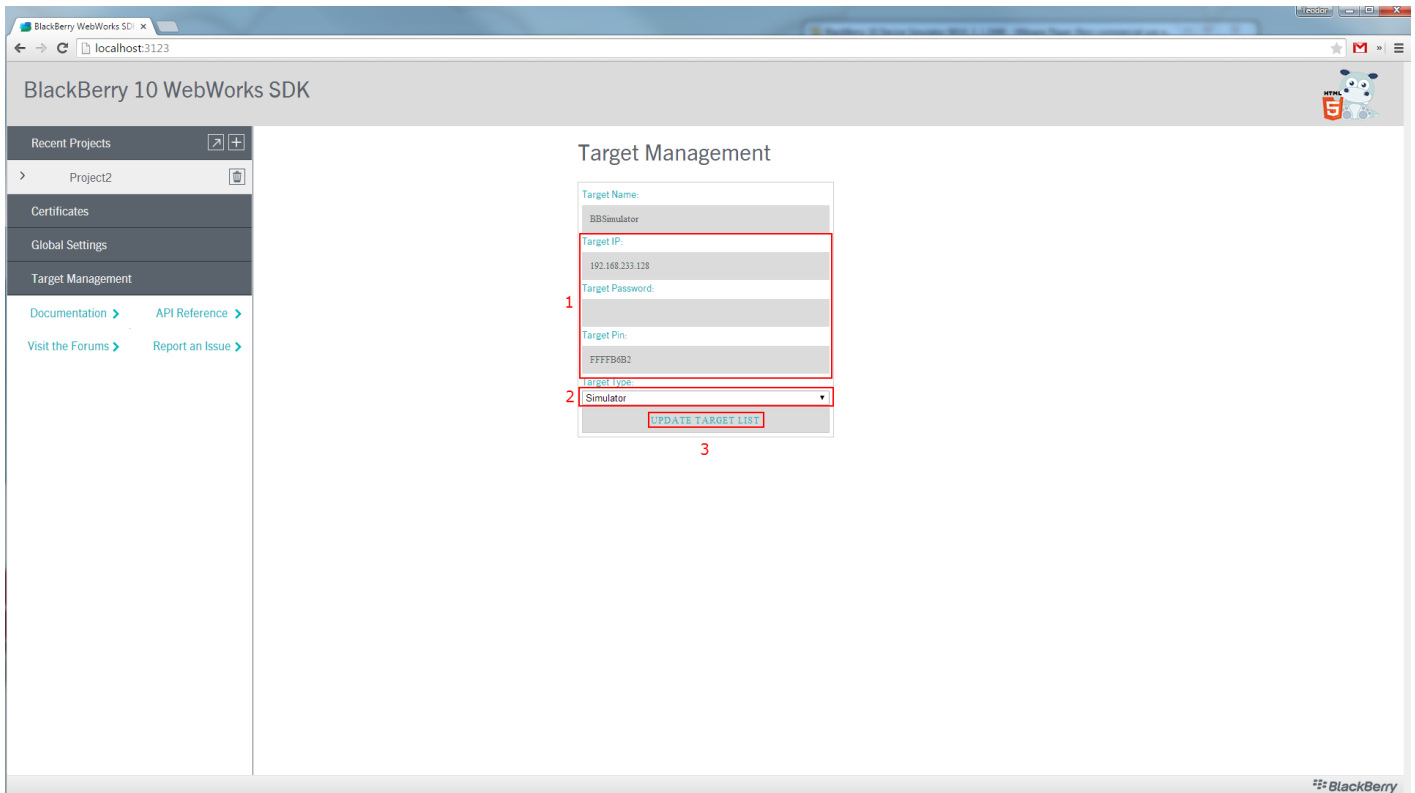 Teodor
BlackBerry WebWorks SD
localhost:3123
BlackBerry 10 WebWorks SDK
HTML
5
Recent Projects
Project2
Certificates
Global Settings
Target Management
Documentation
API Reference
Visit the Forums
Report an Issue
Target Management
Target Name:
BBSimulator
Target IP:
192.168.233.128
Target Password:
1
Target Pin:
FFFFB6B2
Target Type:
2
Simulator
UPDATE TARGET LIST
3
BlackBerry